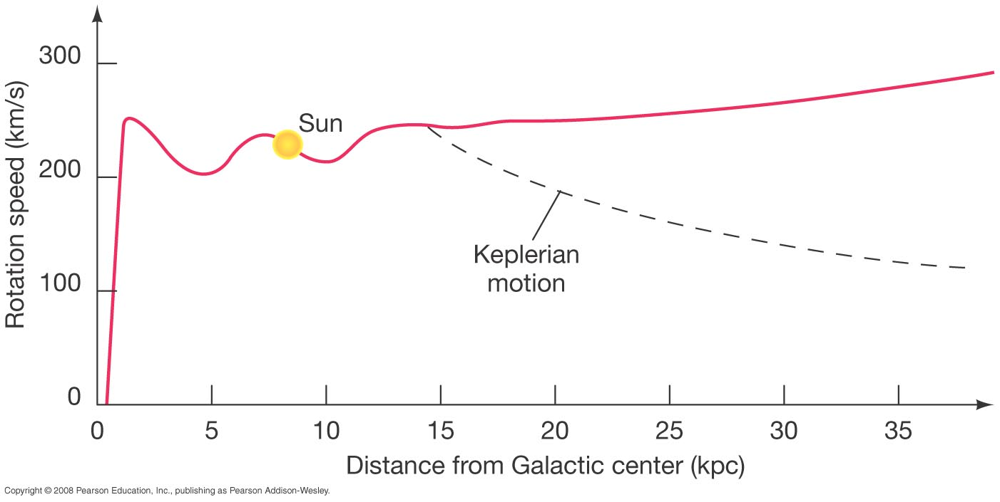 300
200
100
0
Rotation speed (km/s)
Sun
Keplerian
motion
0 5 10 15 20 25 30 35
Distance from Galactic center (kpc)
Copyright © 2008 Pearson Education, Inc., publishing as Pearson Addison-Wesley.